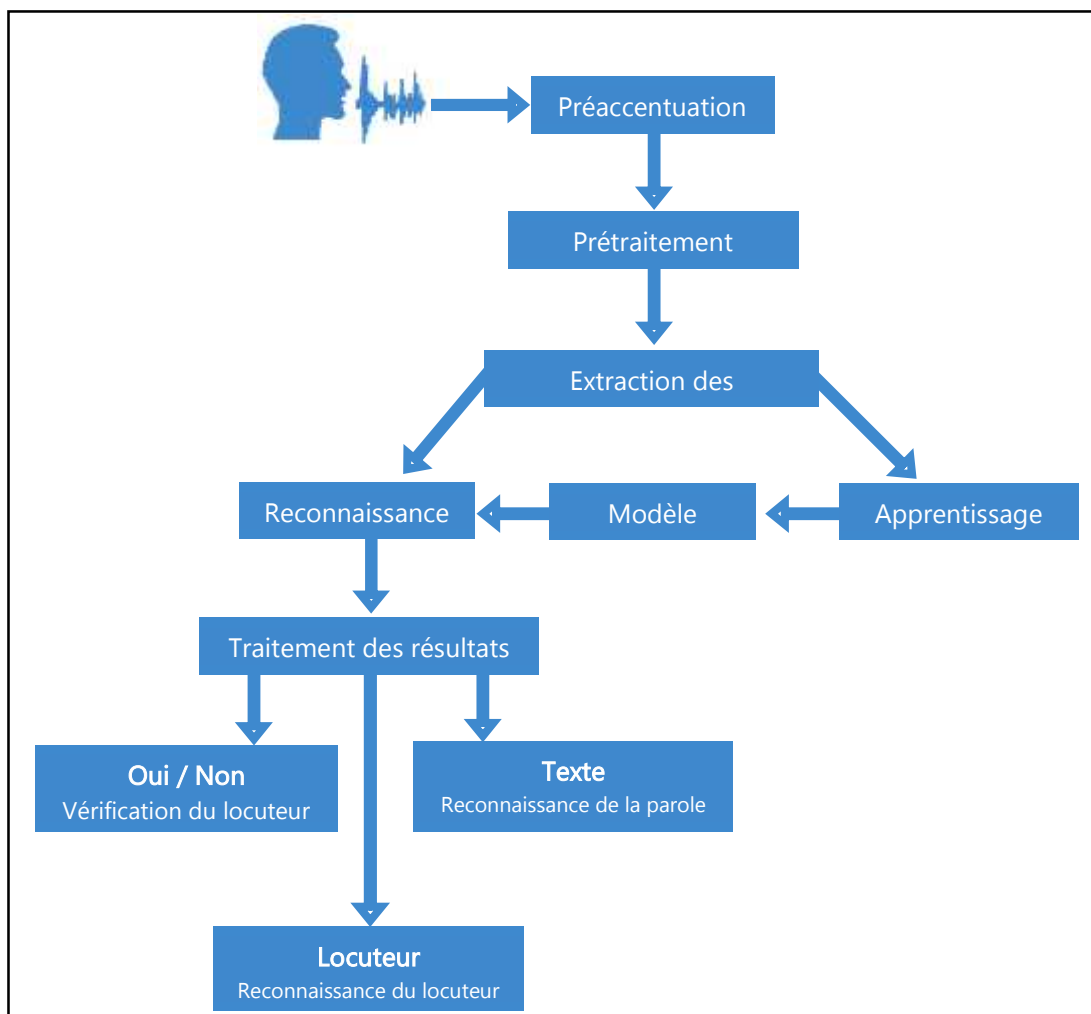 Préaccentuation
Prétraitement
Extraction des
Reconnaissance
Modèle
Apprentissage
Traitement des résultats
Oui / Non
Vérification du locuteur
Texte
Reconnaissance de la parole
Locuteur
Reconnaissance du locuteur